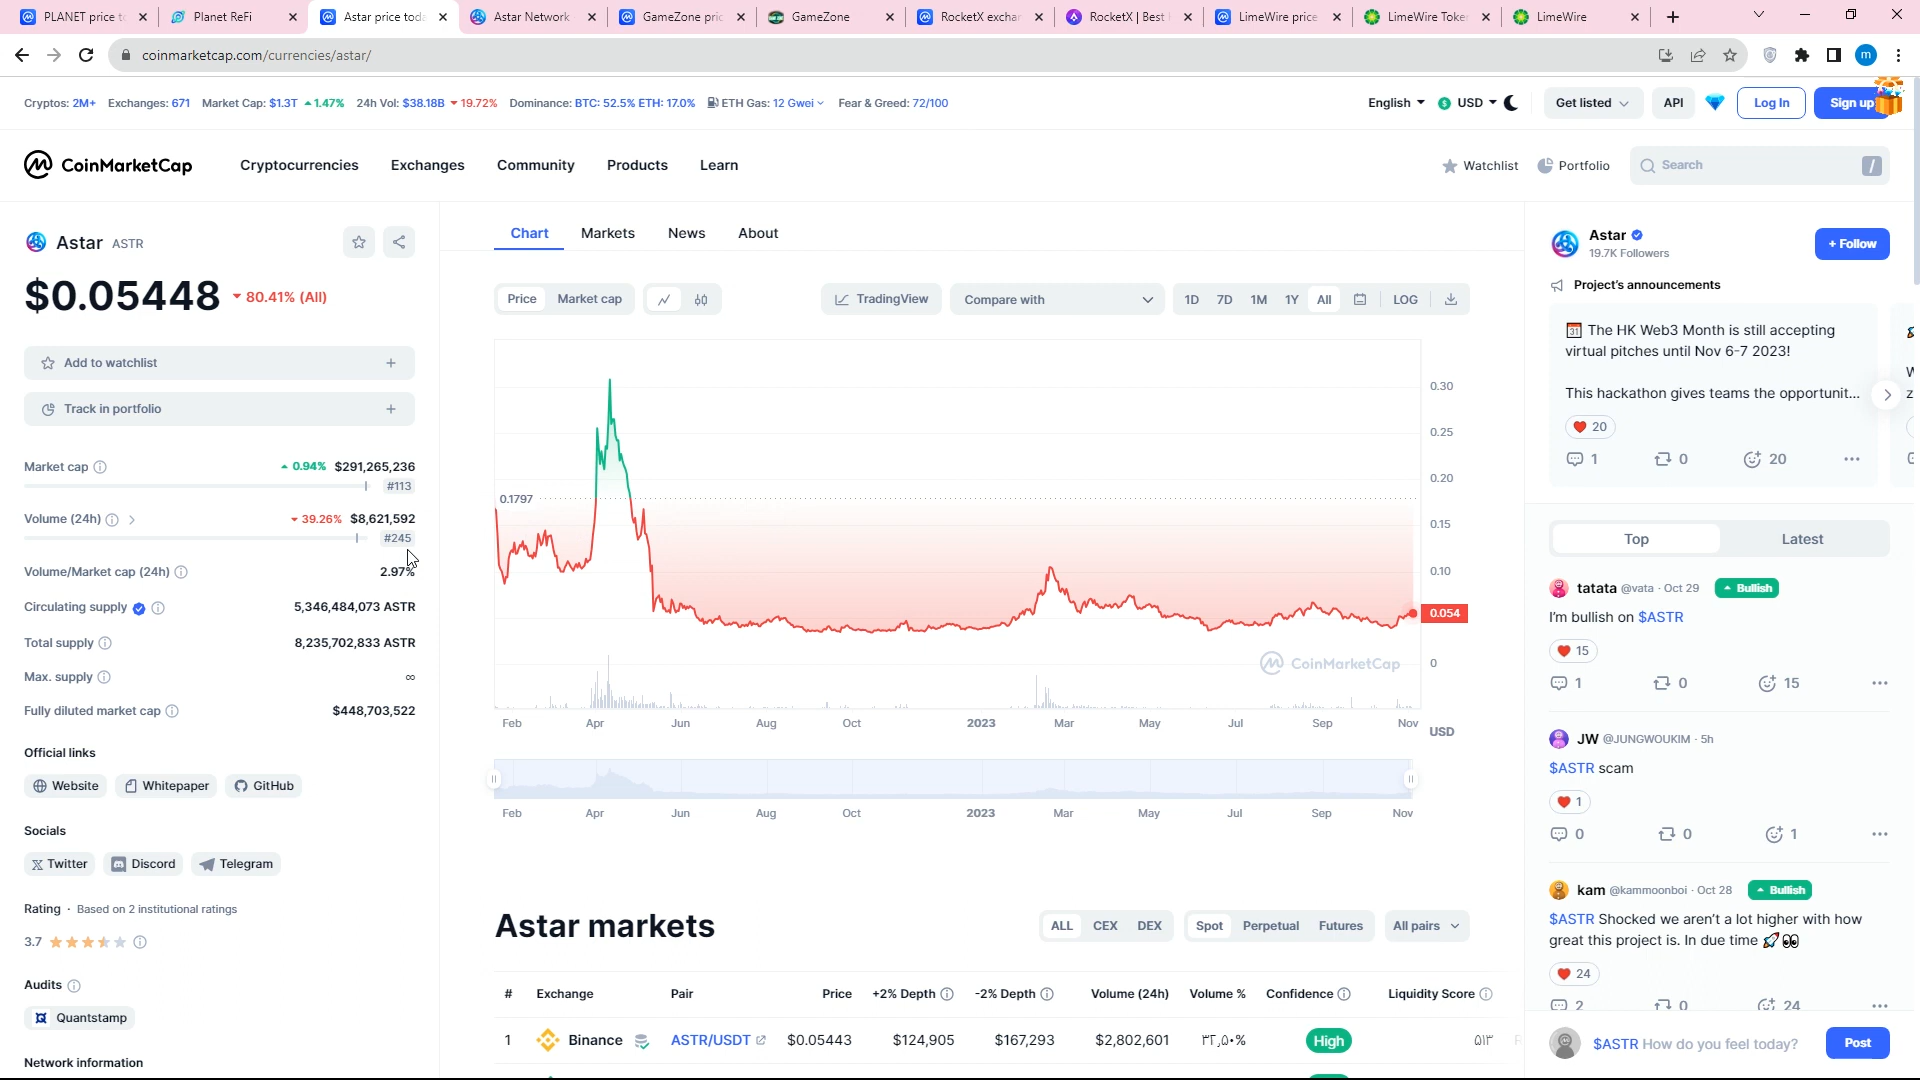 PLANET price to
Planet ReFi
Astar price toda
Astar Network
GameZone pric
GameZone
RocketX exchan
RocketX | Best
LimeWire price
LimeWire Token
LimeWire
coinmarketcap.com/currencies/astar/
m
Cryptos: 2M+ Exchanges: 671 Market Cap: $1.3T 1.47% 24h Vol: $38.18B 19.72% Dominance: BTC: 52.5% ETH: 17.0% ETH Gas: 12 Gwei Fear & Greed: 72/100
English USD Get listed API Log In Sign up
CoinMarketCap Cryptocurrencies Exchanges Community Products Learn
Watchlist Portfolio Search /
Astar ASTR
$0.05448 80.41% (All)
Add to watchlist +
Track in portfolio +
Market cap 0.94% $291,265,236
#113
Volume (24h) 39.26% $8,621,592
#245
Volume/Market cap (24h) 2.97%
Circulating supply 5,346,484,073 ASTR
Total supply 8,235,702,833 ASTR
Max. supply ∞
Fully diluted market cap $448,703,522
Official links
Website Whitepaper GitHub
Socials
Twitter Discord Telegram
Rating · Based on 2 institutional ratings
3.7
Audits
Quantstamp
Network information
Chart Markets News About
Price Market cap TradingView Compare with 1D 7D 1M 1Y All LOG
0.30
0.25
0.20
0.1797
0.15
0.10
0.054
0
CoinMarketCap
Feb Apr Jun Aug Oct 2023 Mar May Jul Sep Nov
USD
Feb Apr Jun Aug Oct 2023 Mar May Jul Sep Nov
Astar markets ALL CEX DEX Spot Perpetual Futures All pairs
# Exchange Pair Price +2% Depth -2% Depth Volume (24h) Volume % Confidence Liquidity Score
1 Binance ASTR/USDT $0.05443 $124,905 $167,293 $2,802,601 ٣٢,٥٠% High ٥١٣
Astar
19.7K Followers
+ Follow
Project's announcements
The HK Web3 Month is still accepting
virtual pitches until Nov 6-7 2023!
This hackathon gives teams the opportunit...
20
1 0 20
Top Latest
tatata @vata · Oct 29 Bullish
I'm bullish on $ASTR
15
1 0 15
JW @JUNGWOUKIM · 5h
$ASTR scam
1
0 0 1
kam @kammoonboi · Oct 28 Bullish
$ASTR Shocked we aren't a lot higher with how
great this project is. In due time
24
2 0 24
$ASTR How do you feel today? Post